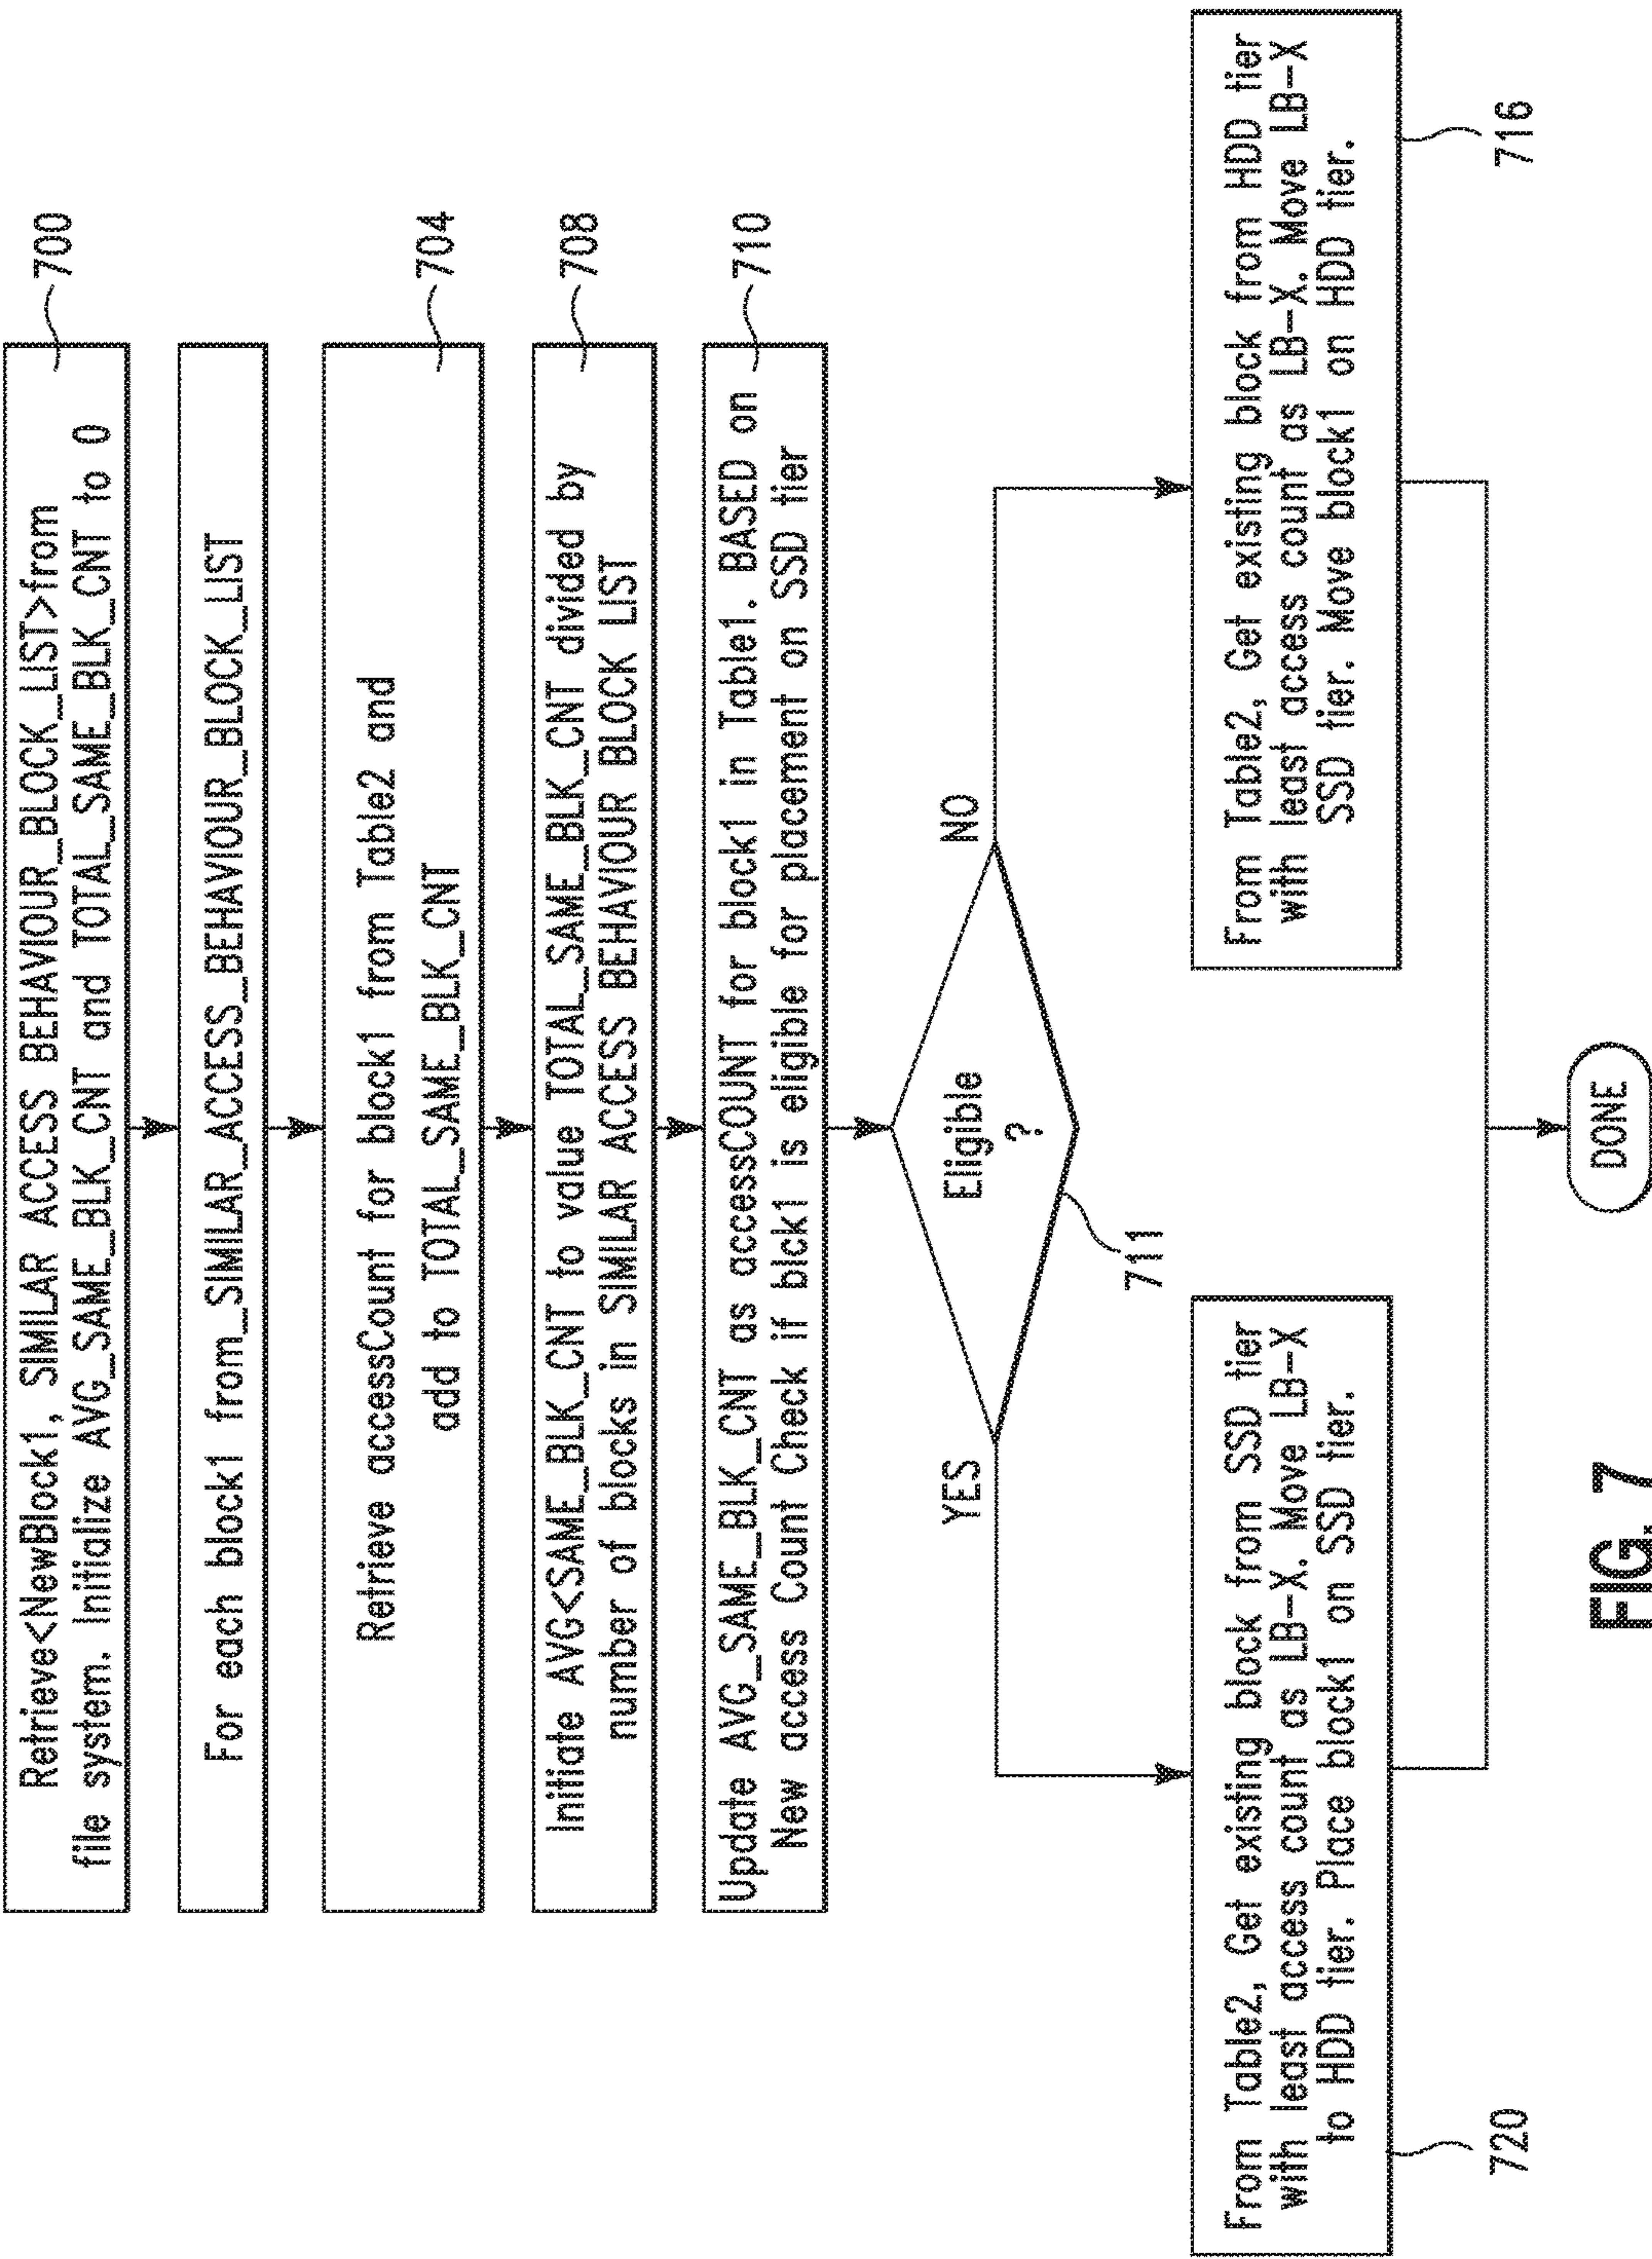 Retrieve<NewBlock1, SIMILAR ACCESS BEHAVIOUR_BLOCK_LIST>from
file system. Initialize AVG_SAME_BLK_CNT and TOTAL_SAME_BLK_CNT to 0
700
For each block1 from_SIMILAR_ACCESS_BEHAVIOUR_BLOCK_LIST
Retrieve accessCount for block1 from Table2 and
add to TOTAL_SAME_BLK_CNT
704
Initiate AVG<SAME_BLK_CNT to value TOTAL_SAME_BLK_CNT divided by
number of blocks in SIMILAR ACCESS BEHAVIOUR BLOCK LIST
708
Update AVG_SAME_BLK_CNT as accessCOUNT for block1 in Table1. BASED on
New access Count Check if blck1 is eligible for placement on SSD tier
710
Eligible
?
711
YES
NO
From Table2, Get existing block from SSD tier
with least access count as LB-X. Move LB-X
to HDD tier. Place block1 on SSD tier.
720
From Table2, Get existing block from HDD tier
with least access count as LB-X. Move LB-X
SSD tier. Move block1 on HDD tier.
716
DONE
FIG. 7